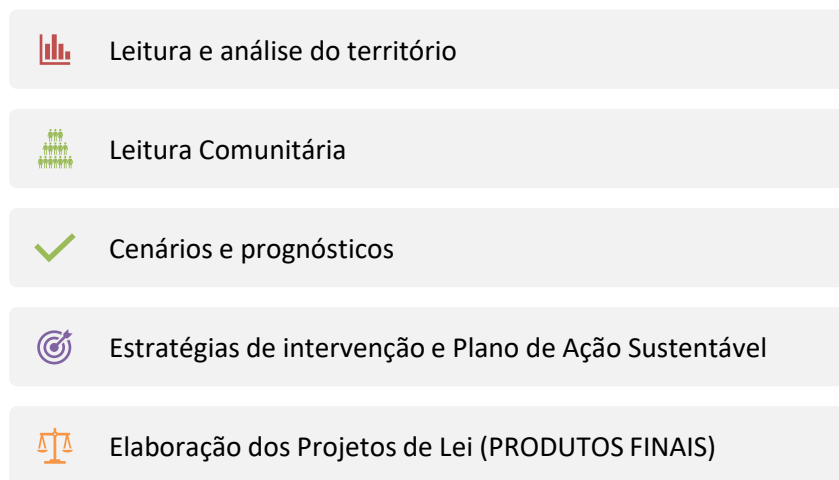 Leitura e análise do território
Leitura Comunitária
Cenários e prognósticos
Estratégias de intervenção e Plano de Ação Sustentável
Elaboração dos Projetos de Lei (PRODUTOS FINAIS)